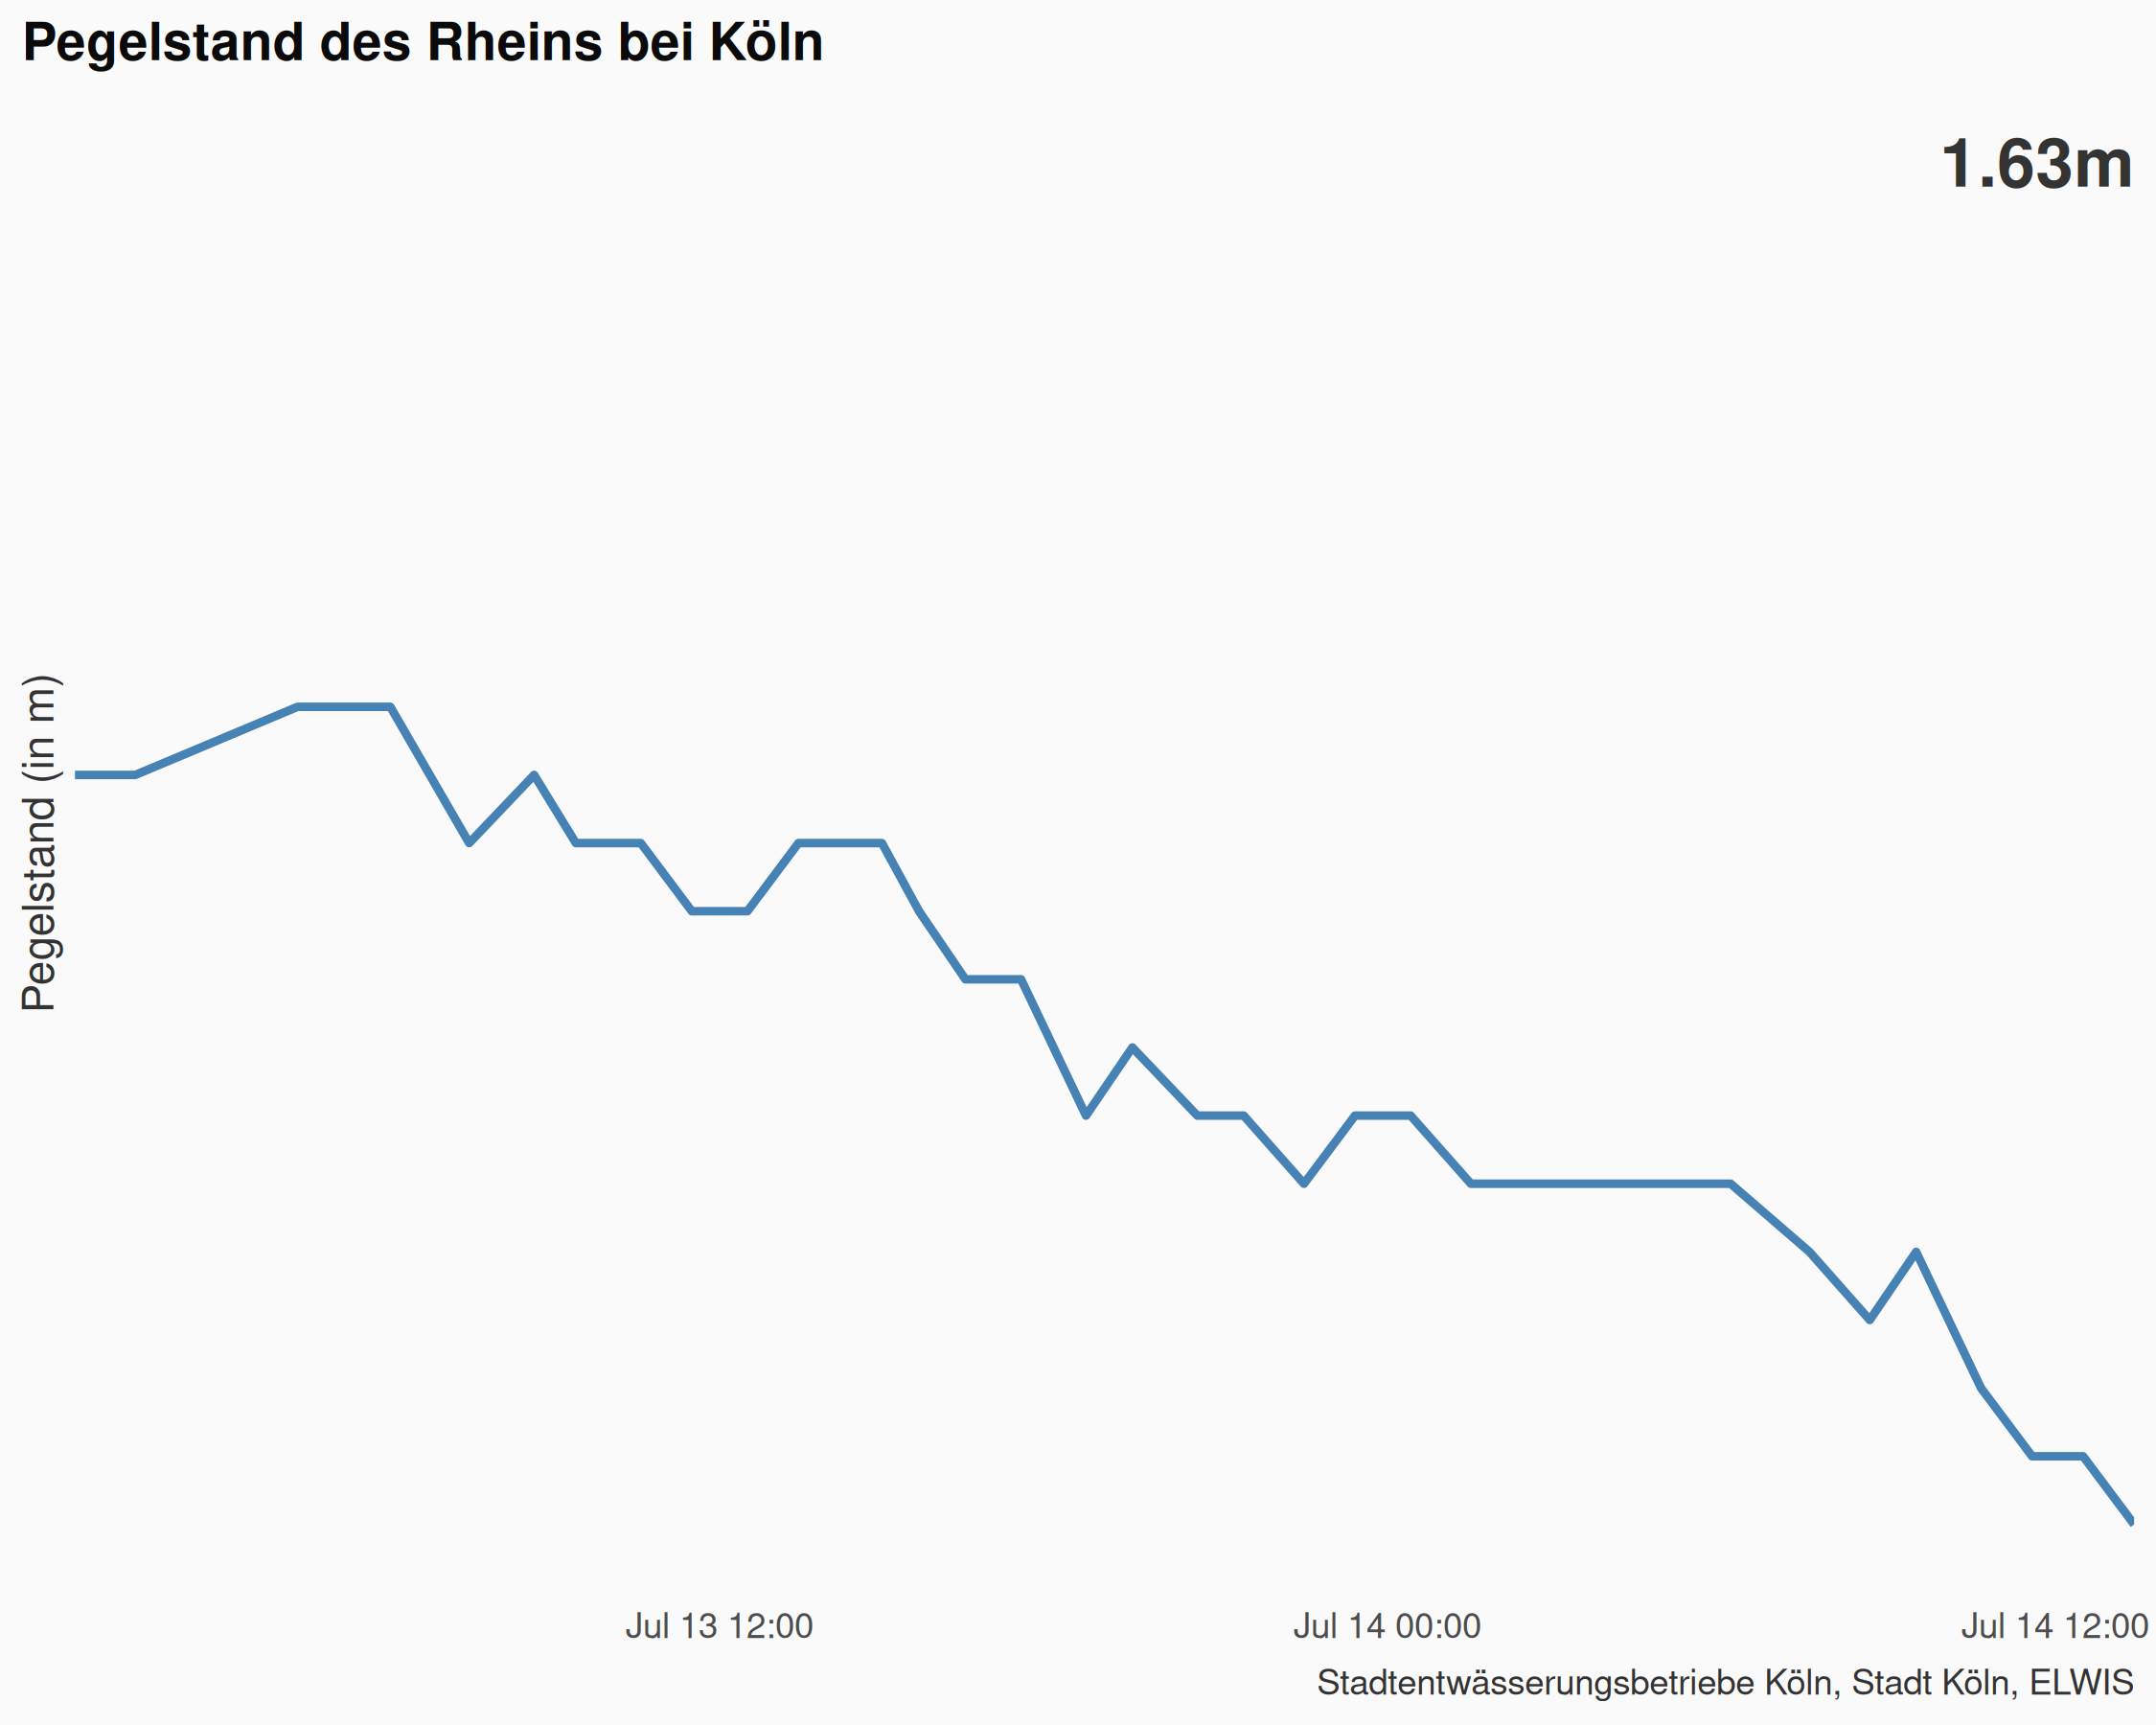 Pegelstand des Rheins bei Köln
1.63m
Pegelstand (in m)
Jul 13 12:00
Jul 14 00:00
Jul 14 12:00
Stadtentwässerungsbetriebe Köln, Stadt Köln, ELWIS